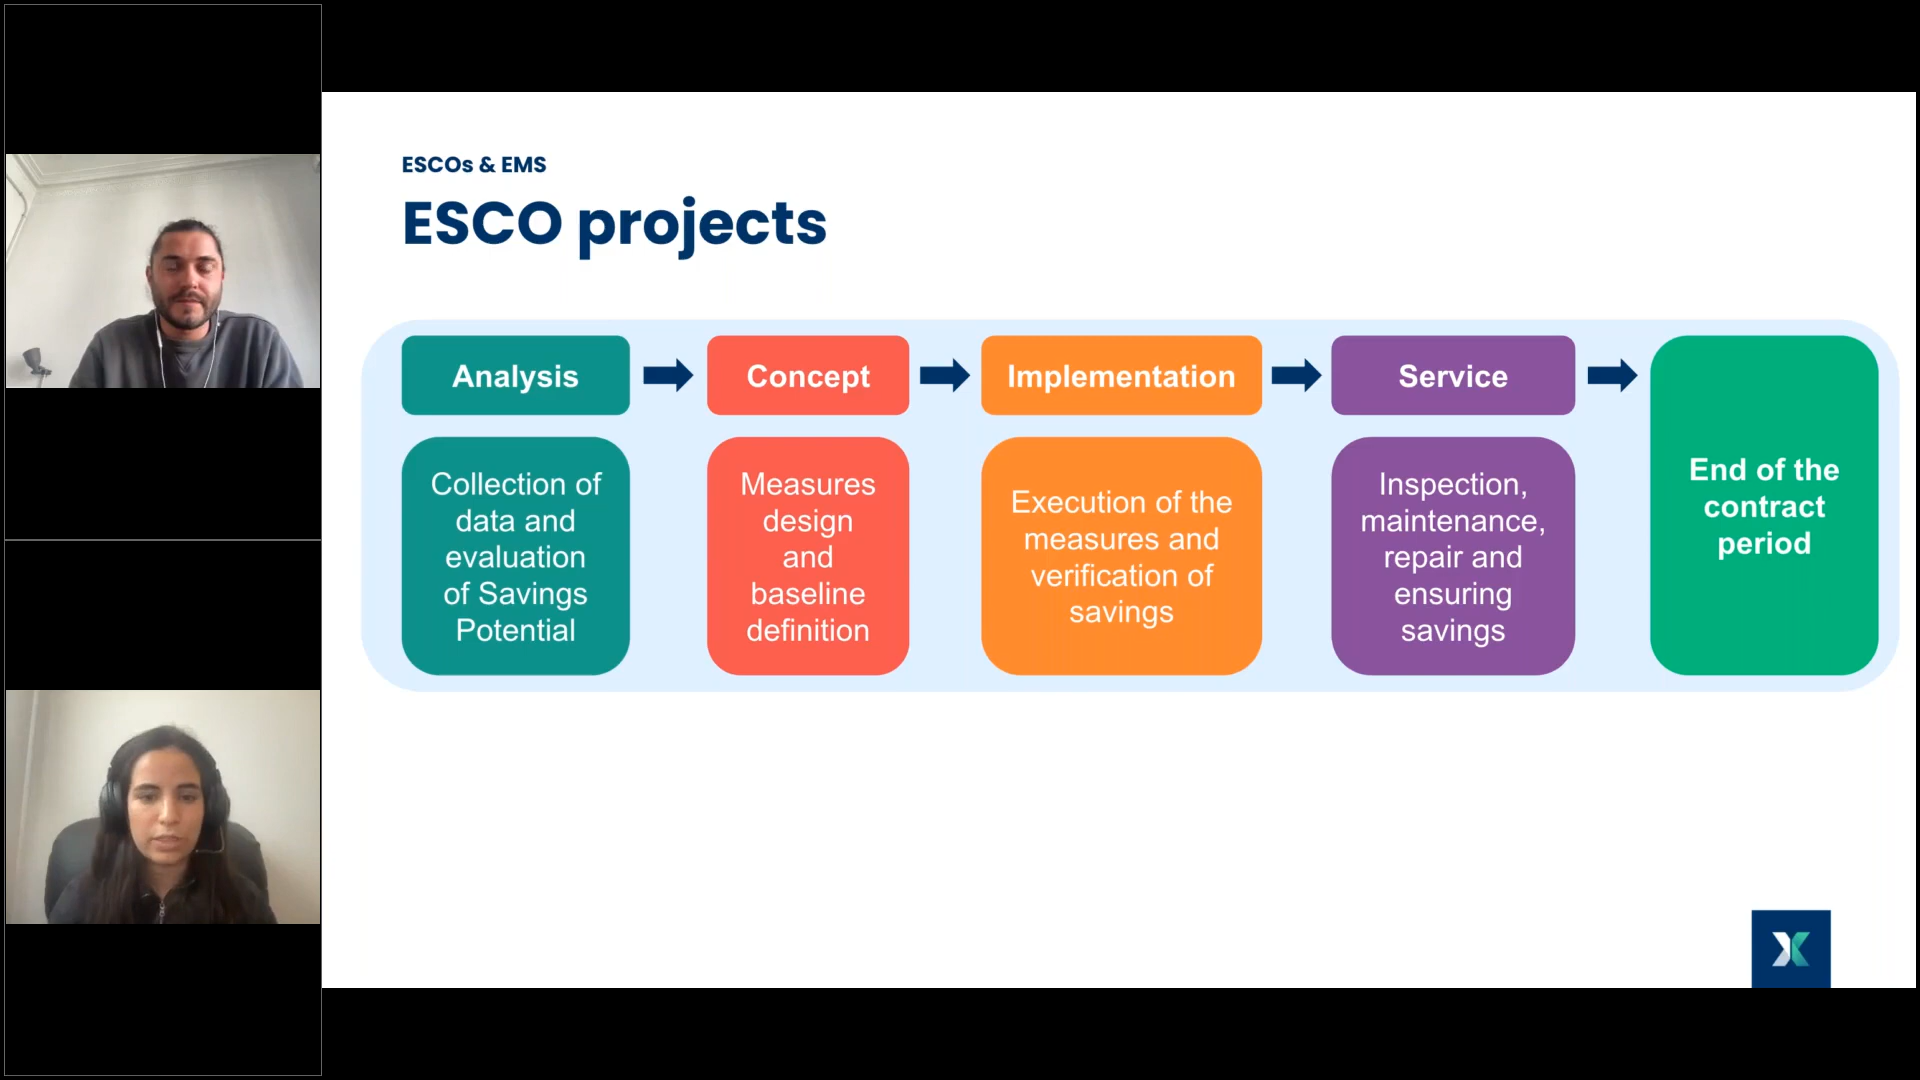 ESCOs & EMS
ESCO projects
Analysis
Concept
Implementation
Service
Collection of
data and
evaluation
of Savings
Potential
Measures
design
and
baseline
definition
Execution of the
measures and
verification of
savings
Inspection,
maintenance,
repair and
ensuring
savings
End of the
contract
period